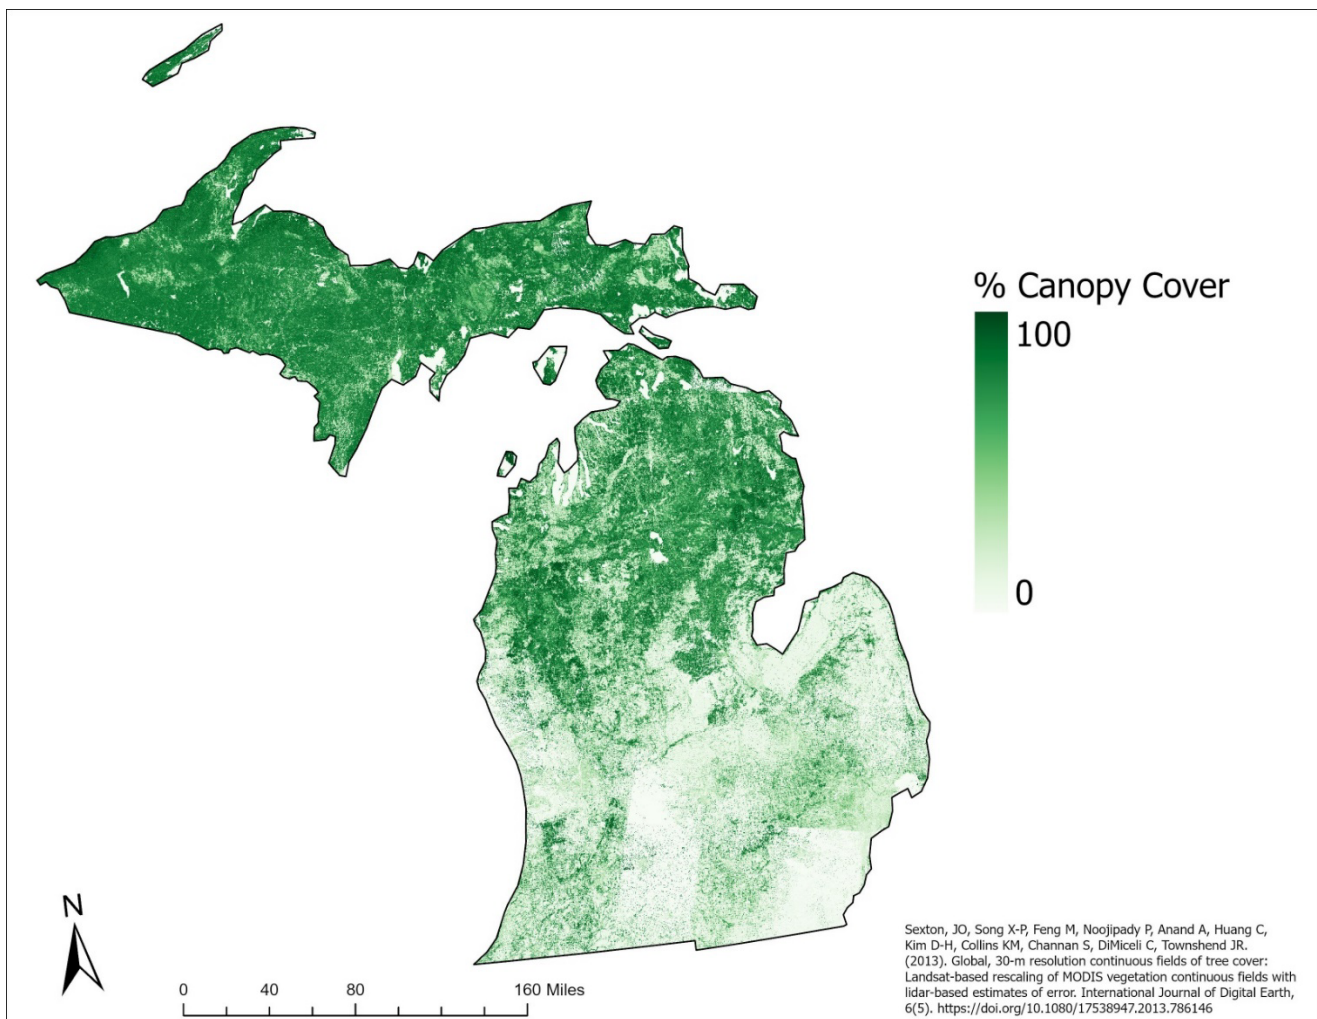 % Canopy Cover
100
0
N
0 40 80 160 Miles
Sexton, JO, Song X-P, Feng M, Noojipady P, Anand A, Huang C,
Kim D-H, Collins KM, Channan S, DiMiceli C, Townshend JR.
(2013). Global, 30-m resolution continuous fields of tree cover:
Landsat-based rescaling of MODIS vegetation continuous fields with
lidar-based estimates of error. International Journal of Digital Earth,
6(5). https://doi.org/10.1080/17538947.2013.786146